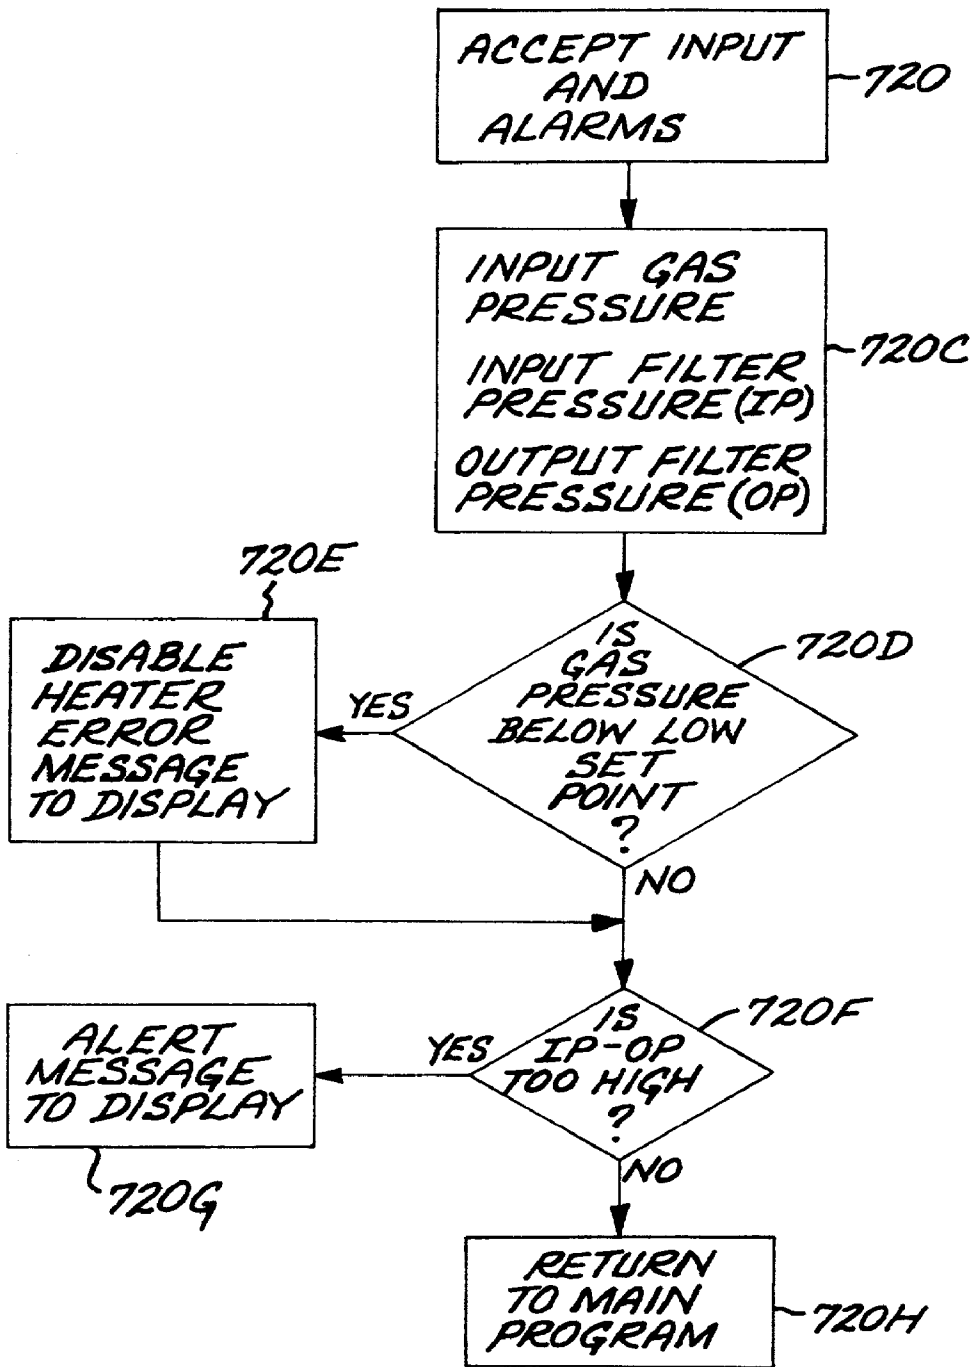 ACCEPT INPUT
AND
ALARMS
720
INPUT GAS
PRESSURE
INPUT FILTER
PRESSURE (IP)
OUTPUT FILTER
PRESSURE (OP)
720C
720E
DISABLE
HEATER
ERROR
MESSAGE
TO DISPLAY
YES
IS
GAS
PRESSURE
BELOW LOW
SET
POINT
?
720D
NO
ALERT
MESSAGE
TO DISPLAY
720G
YES
IS
IP-OP
TOO HIGH
?
720F
NO
RETURN
TO MAIN
PROGRAM
720H